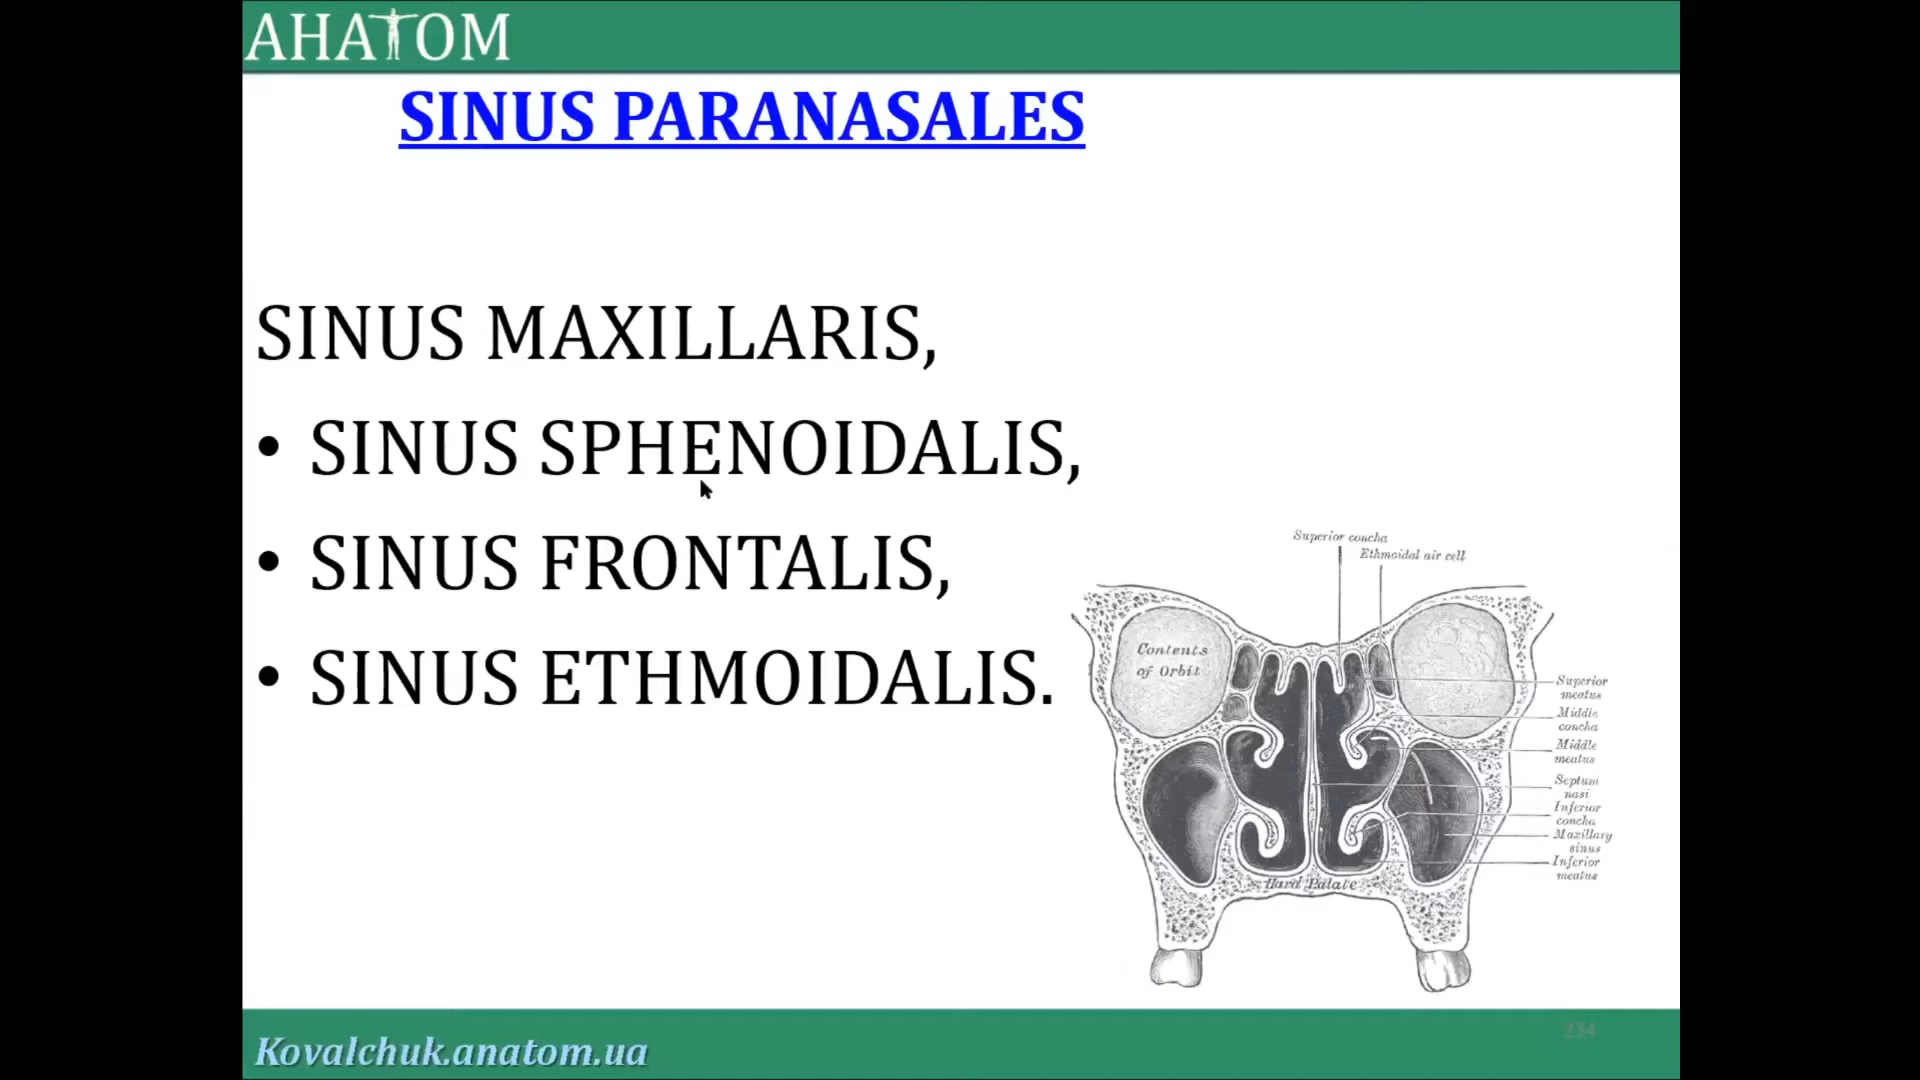 АНАТОМ
SINUS PARANASALES
SINUS MAXILLARIS,
• SINUS SPHENOIDALIS,
• SINUS FRONTALIS,
• SINUS ETHMOIDALIS.
Superior concha
Ethmoidal air cell
Contents
of Orbit
Superior
meatus
Middle
concha
Middle
meatus
Septum
nasi
Inferior
concha
Maxillary
sinus
Inferior
meatus
Hard Palate
Kovalchuk.anatom.ua
234